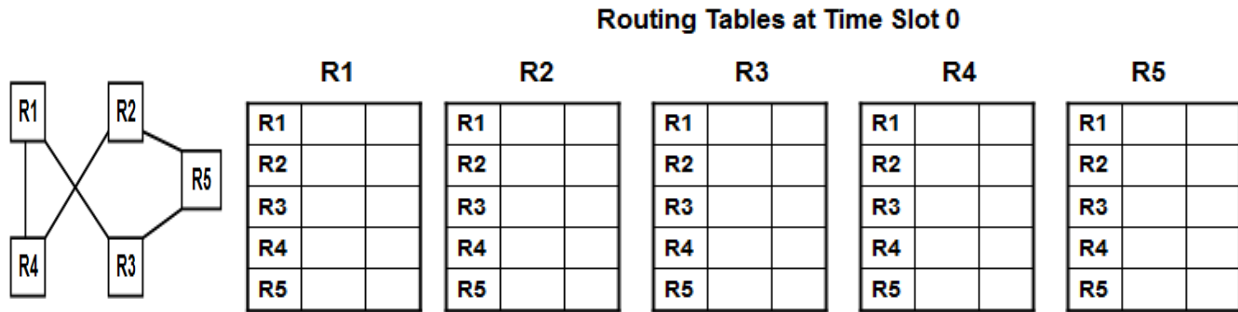 Routing Tables at Time Slot 0
R1 R2 R3 R4 R5
R1 R2
R5
R4 R3
R1 R1 R1 R1 R1
R2 R2 R2 R2 R2
R3 R3 R3 R3 R3
R4 R4 R4 R4 R4
R5 R5 R5 R5 R5